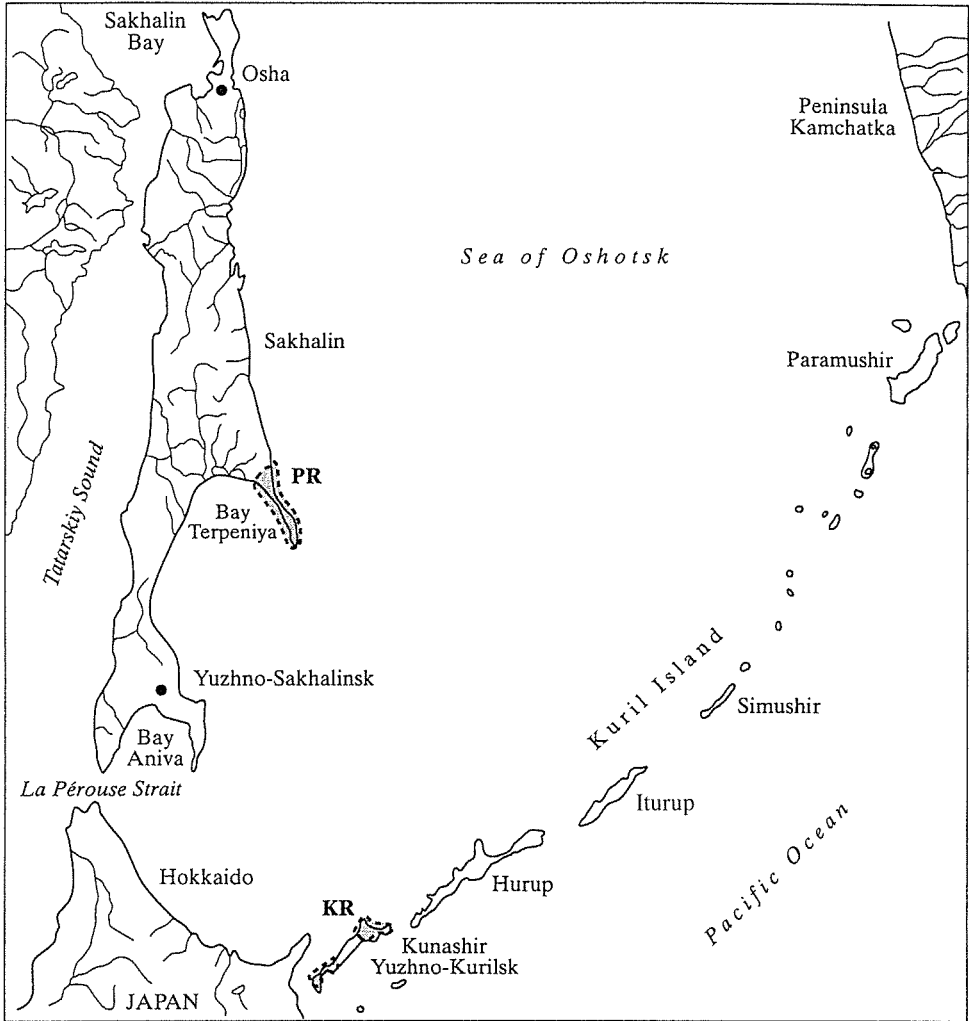 Sakhalin
Bay
Osha
Peninsula
Kamchatka
Sea of Oshotsk
Sakhalin
Paramushir
PR
Bay
Terpeniya
Tatarskiy Sound
Yuzhno-Sakhalinsk
Kuril Island
Simushir
Bay
Aniva
La Pérouse Strait
Iturup
Pacific Ocean
Hokkaido
Hurup
KR
Kunashir
Yuzhno-Kurilsk
JAPAN